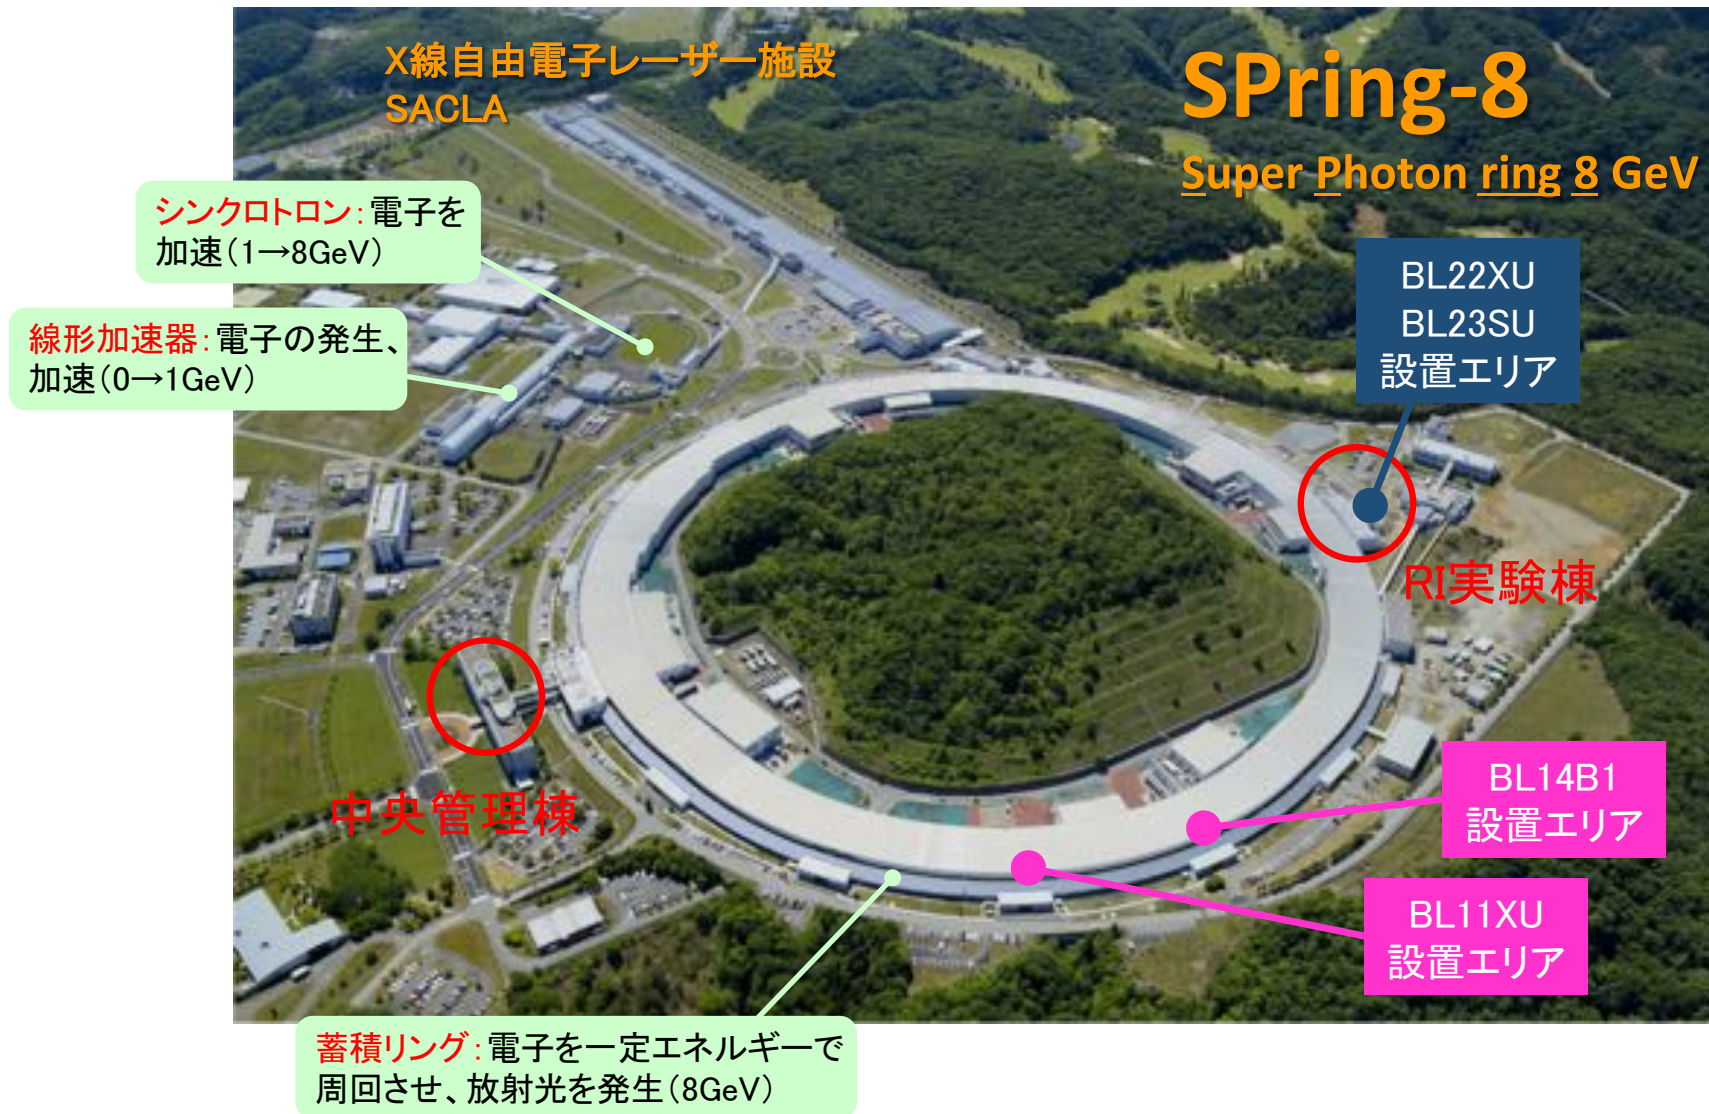 X線自由電子レーザー施設
SACLA
SPring-8
Super Photon ring 8 GeV
シンクロトロン：電子を
加速（1→8GeV）
線形加速器：電子の発生、
加速（0→1GeV）
BL22XU
BL23SU
設置エリア
RI実験棟
中央管理棟
BL14B1
設置エリア
BL11XU
設置エリア
蓄積リング：電子を一定エネルギーで
周回させ、放射光を発生（8GeV）